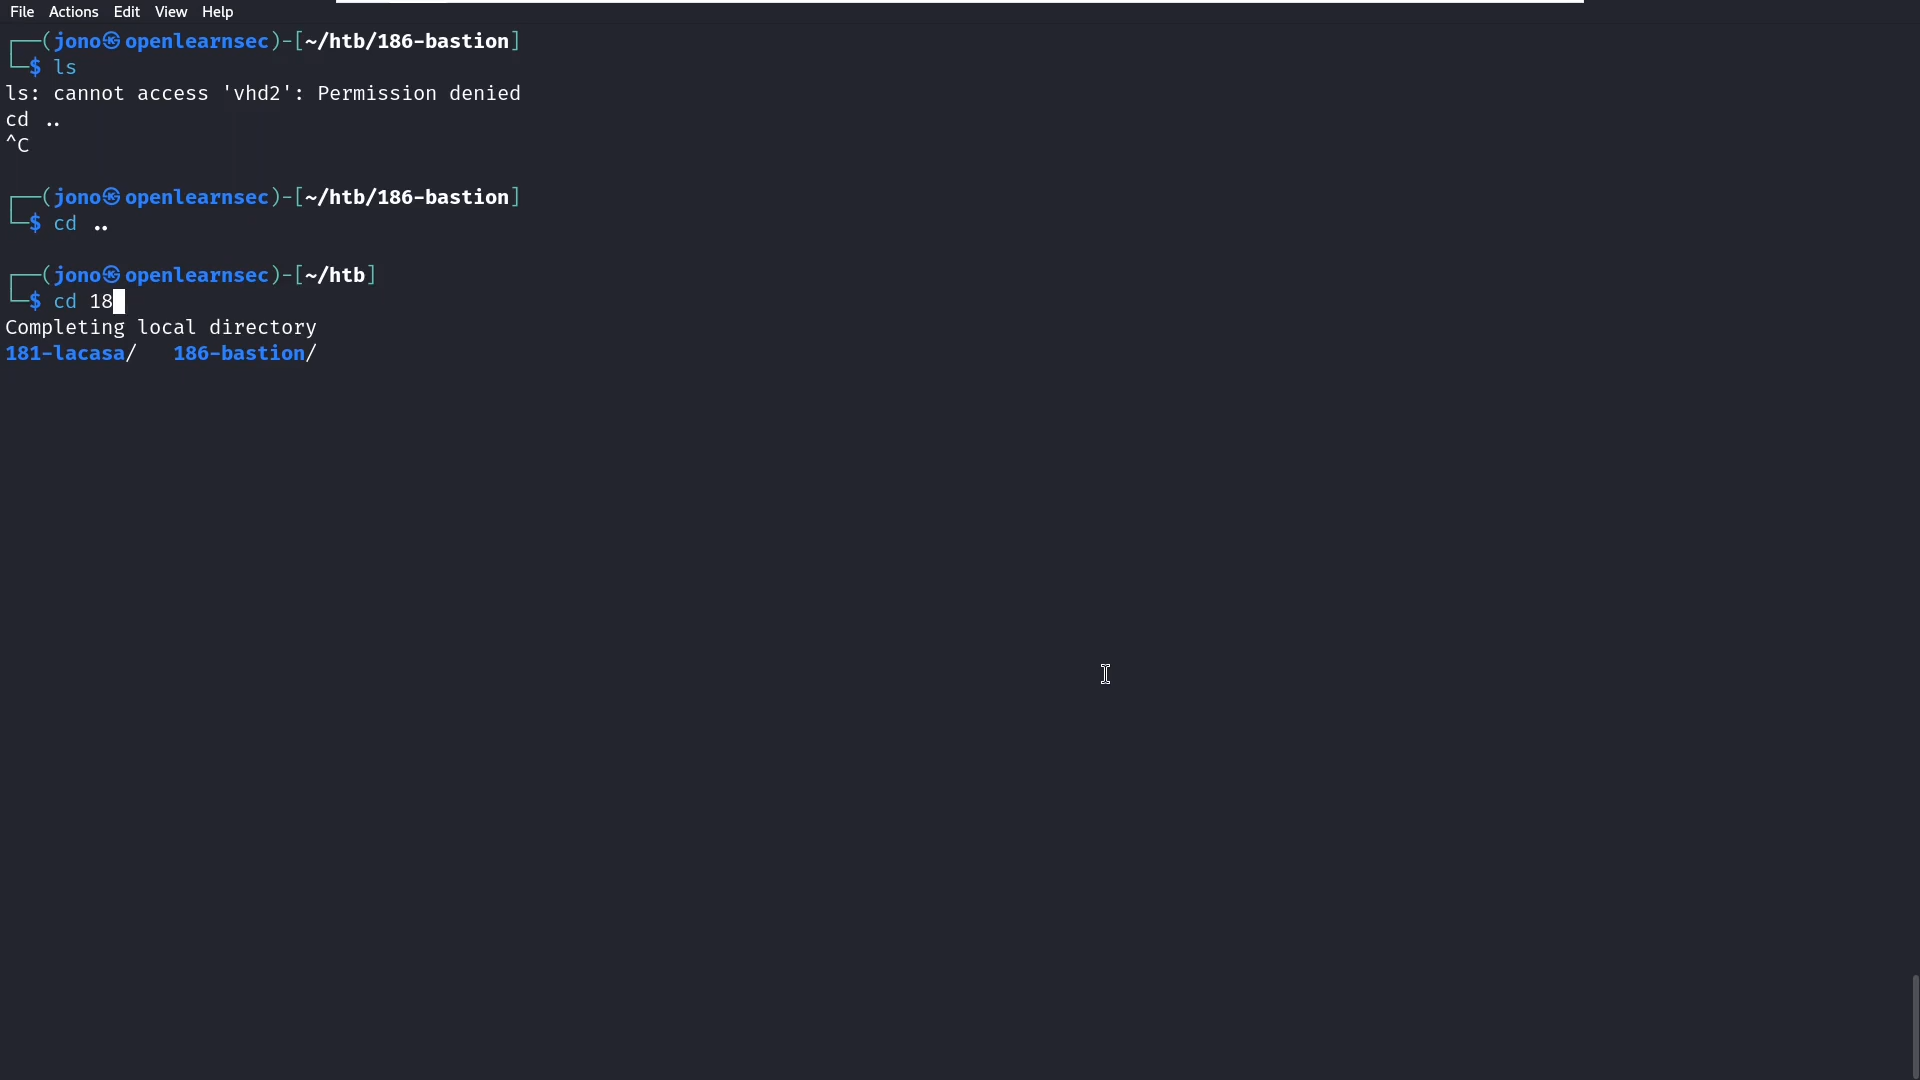 File Actions Edit View Help
┌──(jono㉿openlearnsec)-[~/htb/186-bastion]
└─$ ls
ls: cannot access 'vhd2': Permission denied
cd ..
^C
┌──(jono㉿openlearnsec)-[~/htb/186-bastion]
└─$ cd ..
┌──(jono㉿openlearnsec)-[~/htb]
└─$ cd 18
Completing local directory
181-lacasa/ 186-bastion/